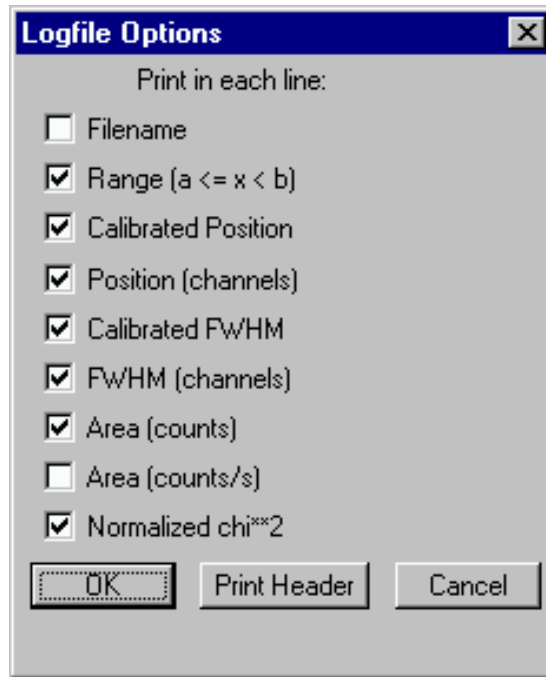 Logfile Options
Print in each line:
Filename
Range (a <= x < b)
Calibrated Position
Position (channels)
Calibrated FWHM
FWHM (channels)
Area (counts)
Area (counts/s)
Normalized chi**2
OK Print Header Cancel